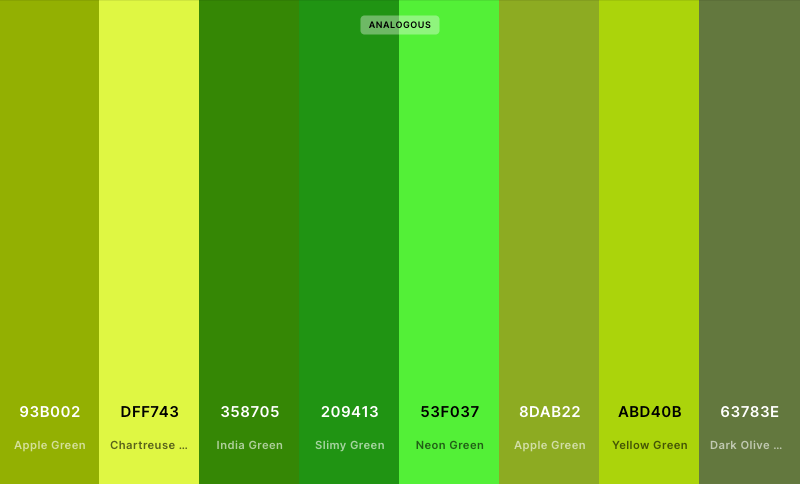 ANALOGOUS
93B002 DFF743 358705 209413 53F037 8DAB22 ABD40B 63783E
Apple Green Chartreuse ... India Green Slimy Green Neon Green Apple Green Yellow Green Dark Olive ...